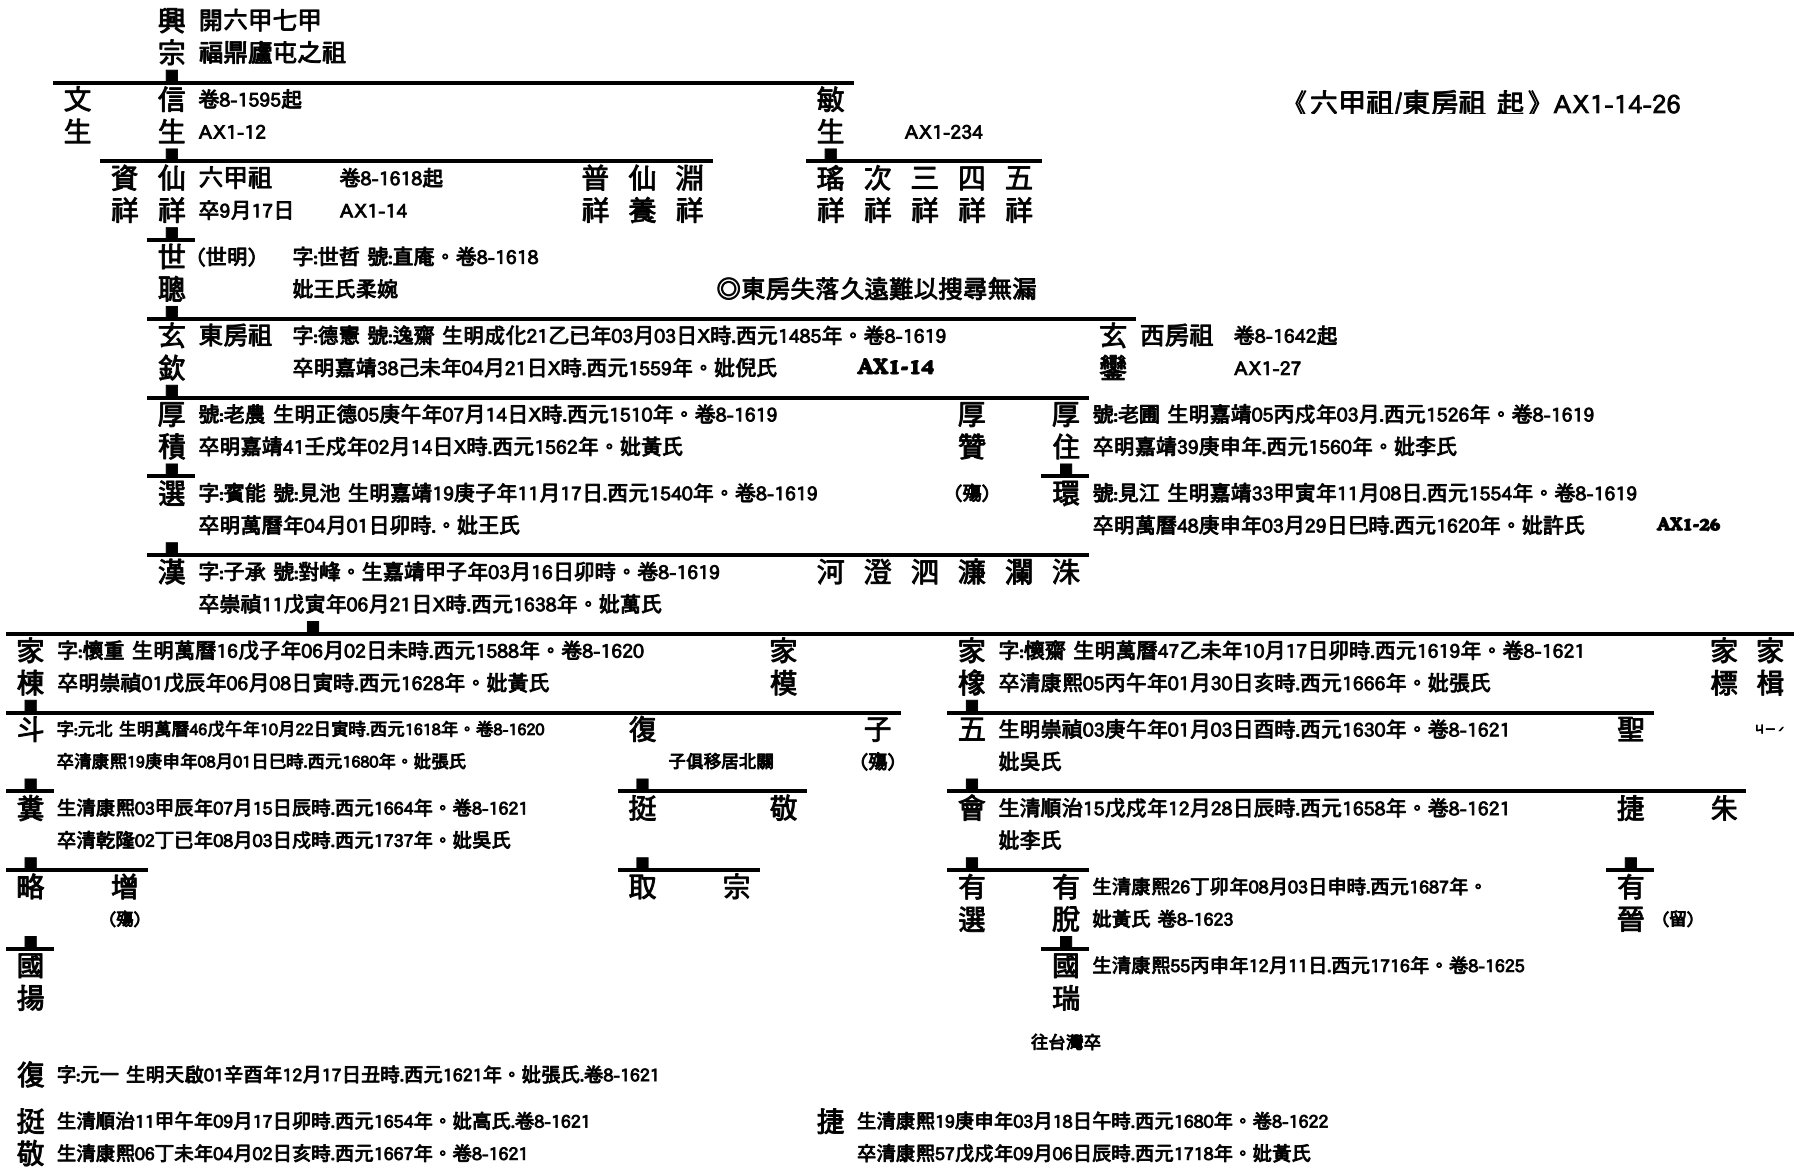 興宗 開六甲七甲
福鼎廬屯之祖
《六甲祖/東房祖 起》AX1-14-26
文生 信生 卷8-1595起 敏生
AX1-12 AX1-234
資祥 仙祥 六甲祖 卷8-1618起 普祥 仙養 淵祥 瑤祥 次祥 三祥 四祥 五祥
卒9月17日 AX1-14
世聰 (世明) 字:世哲 號:直庵。卷8-1618
妣王氏柔婉 ◎東房失落久遠難以搜尋無漏
玄欽 東房祖 字:德憲 號:逸齋 生明成化21乙已年03月03日X時.西元1485年。卷8-1619 玄鑾 西房祖 卷8-1642起
卒明嘉靖38己未年04月21日X時.西元1559年。妣倪氏 AX1-14 AX1-27
厚積 號:老農 生明正德05庚午年07月14日X時.西元1510年。卷8-1619 厚贊 厚住 號:老圃 生明嘉靖05丙戍年03月.西元1526年。卷8-1619
卒明嘉靖41壬戍年02月14日X時.西元1562年。妣黃氏 卒明嘉靖39庚申年.西元1560年。妣李氏
選 字:賓能 號:見池 生明嘉靖19庚子年11月17日.西元1540年。卷8-1619 (殤) 環 號:見江 生明嘉靖33甲寅年11月08日.西元1554年。卷8-1619
卒明萬曆年04月01日卯時.。妣王氏 卒明萬曆48庚申年03月29日巳時.西元1620年。妣許氏 AX1-26
漢 字:子承 號:對峰。生嘉靖甲子年03月16日卯時。卷8-1619 河 澄 泗 濂 瀾 洙
卒崇禎11戊寅年06月21日X時.西元1638年。妣萬氏
家棟 字:懷重 生明萬曆16戊子年06月02日未時.西元1588年。卷8-1620 家模 家橡 字:懷齋 生明萬曆47乙未年10月17日卯時.西元1619年。卷8-1621 家標 家楫
卒明崇禎01戊辰年06月08日寅時.西元1628年。妣黃氏 卒清康熙05丙午年01月30日亥時.西元1666年。妣張氏
斗 字:元北 生明萬曆46戊午年10月22日寅時.西元1618年。卷8-1620 復 子 五 生明崇禎03庚午年01月03日酉時.西元1630年。卷8-1621 聖 ㄐㄧˊ
卒清康熙19庚申年08月01日巳時.西元1680年。妣張氏 子俱移居北關 (殤) 妣吳氏
糞 生清康熙03甲辰年07月15日辰時.西元1664年。卷8-1621 挺 敬 會 生清順治15戊戍年12月28日辰時.西元1658年。卷8-1621 捷 朱
卒清乾隆02丁已年08月03日戍時.西元1737年。妣吳氏 妣李氏
略 增 取 宗 有選 有脫 生清康熙26丁卯年08月03日申時.西元1687年。 有晉
(殤) 妣黃氏 卷8-1623 (留)
國揚 國瑞 生清康熙55丙申年12月11日.西元1716年。卷8-1625
往台灣卒
復 字:元一 生明天啟01辛酉年12月17日丑時.西元1621年。妣張氏.卷8-1621
挺 生清順治11甲午年09月17日卯時.西元1654年。妣高氏.卷8-1621 捷 生清康熙19庚申年03月18日午時.西元1680年。卷8-1622
敬 生清康熙06丁未年04月02日亥時.西元1667年。卷8-1621 卒清康熙57戊戍年09月06日辰時.西元1718年。妣黃氏